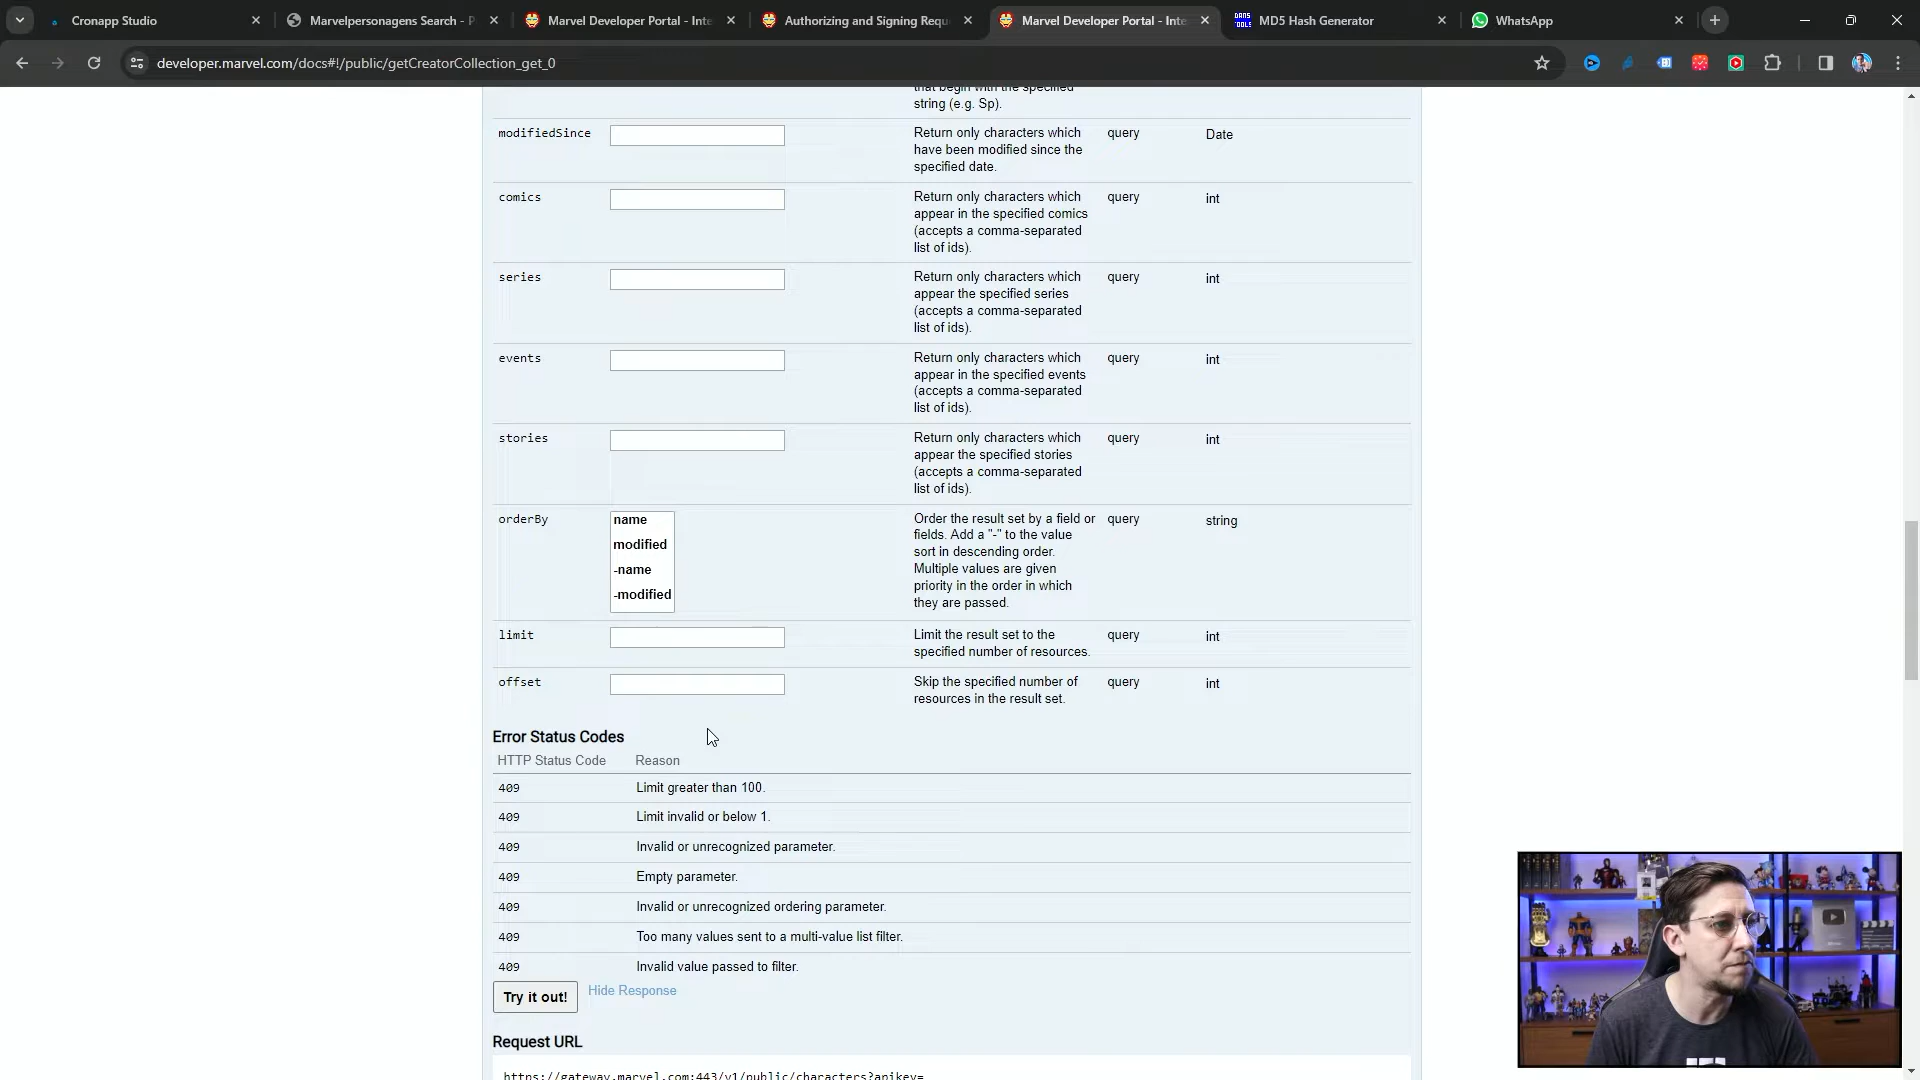 Cronapp Studio
Marvelpersonagens Search - P
Marvel Developer Portal - Inte
Authorizing and Signing Requ
Marvel Developer Portal - Inte
MD5 Hash Generator
WhatsApp
developer.marvel.com/docs#!/public/getCreatorCollection_get_0
that begin with the specified
string (e.g. Sp).
modifiedSince
Return only characters which
have been modified since the
specified date.
query
Date
comics
Return only characters which
appear in the specified comics
(accepts a comma-separated
list of ids).
query
int
series
Return only characters which
appear the specified series
(accepts a comma-separated
list of ids).
query
int
events
Return only characters which
appear in the specified events
(accepts a comma-separated
list of ids).
query
int
stories
Return only characters which
appear the specified stories
(accepts a comma-separated
list of ids).
query
int
orderBy
name
modified
-name
-modified
Order the result set by a field or
fields. Add a "-" to the value
sort in descending order.
Multiple values are given
priority in the order in which
they are passed.
query
string
limit
Limit the result set to the
specified number of resources.
query
int
offset
Skip the specified number of
resources in the result set.
query
int
Error Status Codes
HTTP Status Code Reason
409 Limit greater than 100.
409 Limit invalid or below 1.
409 Invalid or unrecognized parameter.
409 Empty parameter.
409 Invalid or unrecognized ordering parameter.
409 Too many values sent to a multi-value list filter.
409 Invalid value passed to filter.
Try it out! Hide Response
Request URL
https://gateway.marvel.com:443/v1/public/characters?apikey=